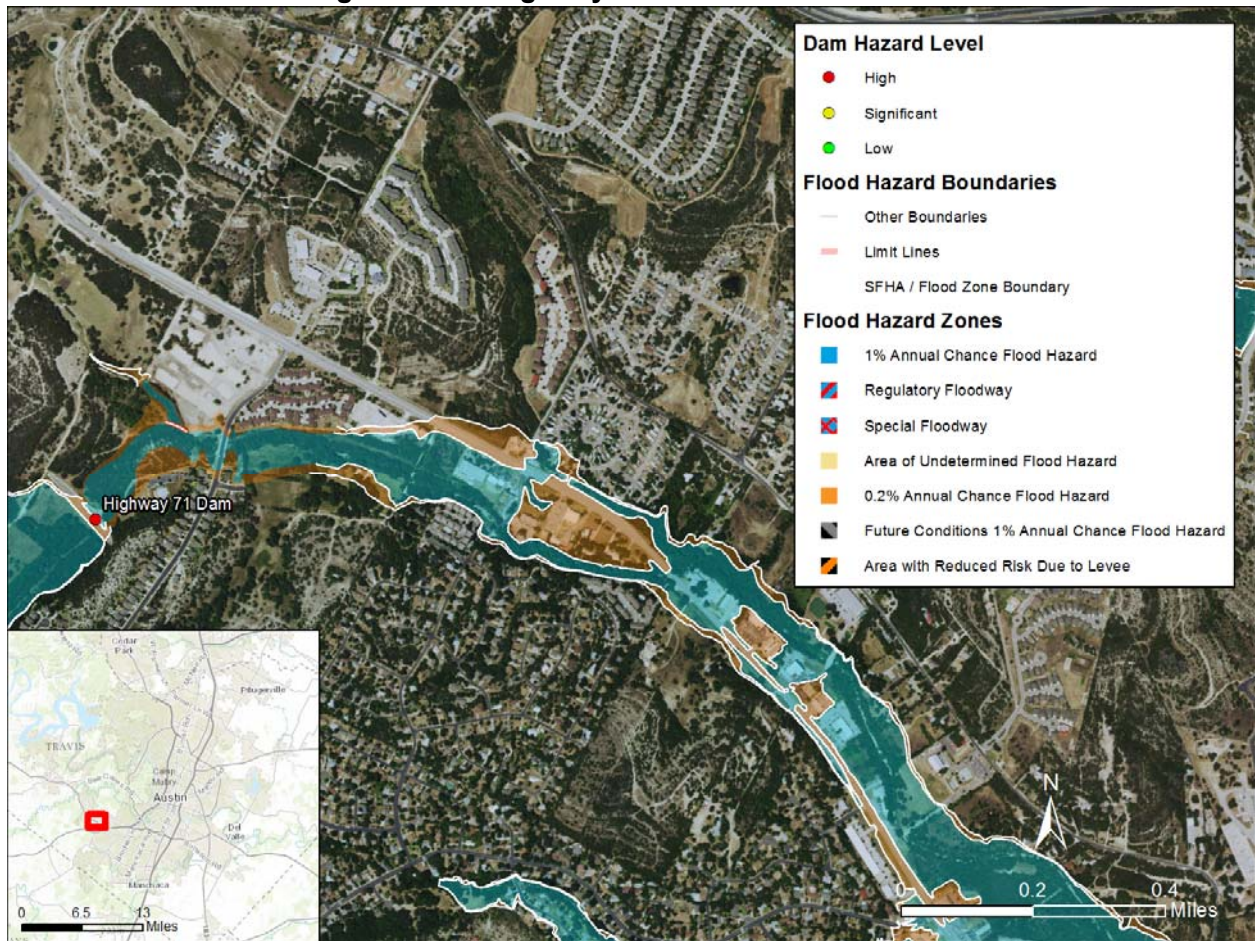 Dam Hazard Level
High
Significant
Low
Flood Hazard Boundaries
Other Boundaries
Limit Lines
SFHA / Flood Zone Boundary
Flood Hazard Zones
1% Annual Chance Flood Hazard
Regulatory Floodway
Special Floodway
Area of Undetermined Flood Hazard
0.2% Annual Chance Flood Hazard
Future Conditions 1% Annual Chance Flood Hazard
Area with Reduced Risk Due to Levee
Highway 71 Dam
Cedar
Park
Pflugerville
TRAVIS
Camp
Mabry
Austin
Del
Valle
Manchaca
0 6.5 13
Miles
N
0 0.2 0.4
Miles